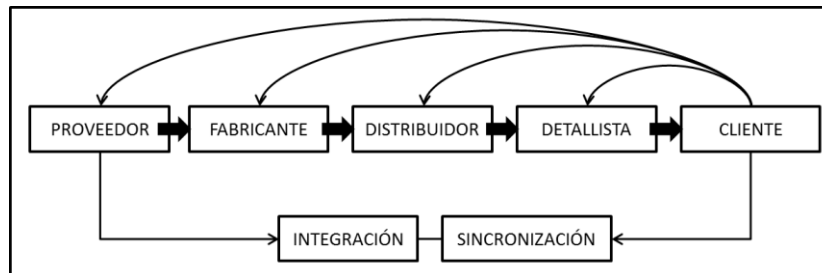 PROVEEDOR
FABRICANTE
DISTRIBUIDOR
DETALLISTA
CLIENTE
INTEGRACIÓN
SINCRONIZACIÓN